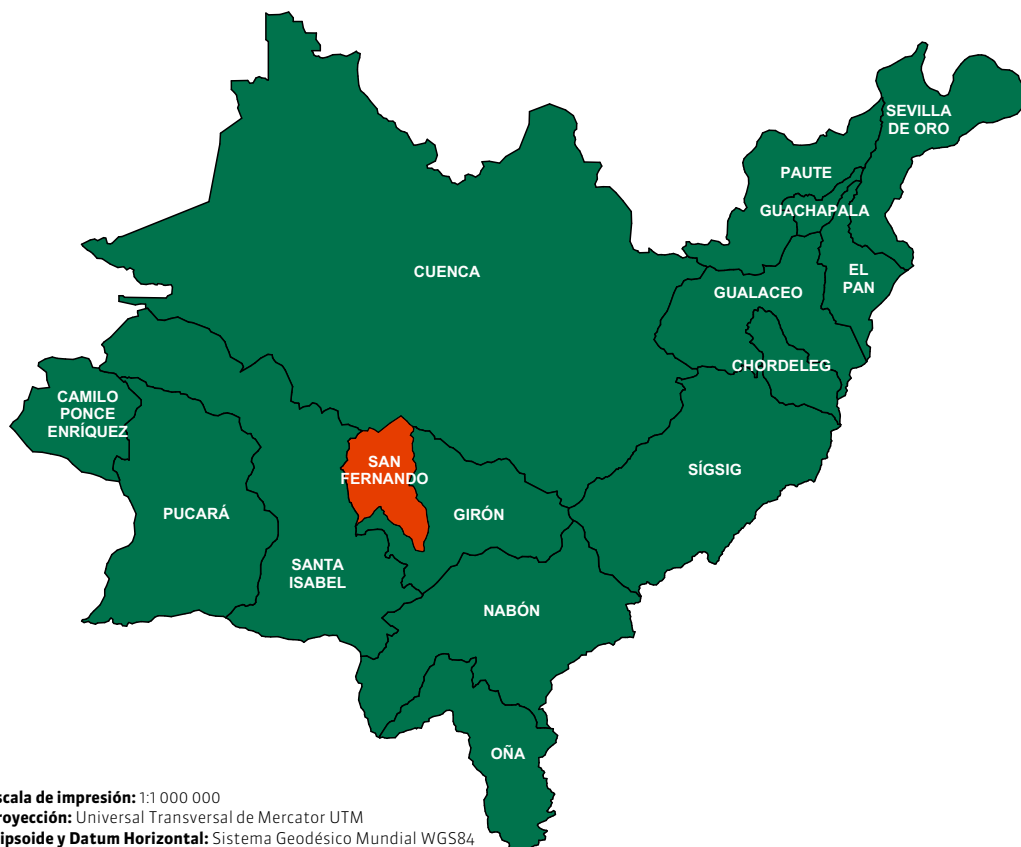 SEVILLA
DE ORO
PAUTE
GUACHAPALA
CUENCA
EL
PAN
GUALACEO
CHORDELEG
CAMILO
PONCE
ENRÍQUEZ
SAN
FERNANDO
SÍGSIG
PUCARÁ
GIRÓN
SANTA
ISABEL
NABÓN
OÑA
scala de impresión: 1:1 000 000
royección: Universal Transversal de Mercator UTM
ipsoide y Datum Horizontal: Sistema Geodésico Mundial WGS84